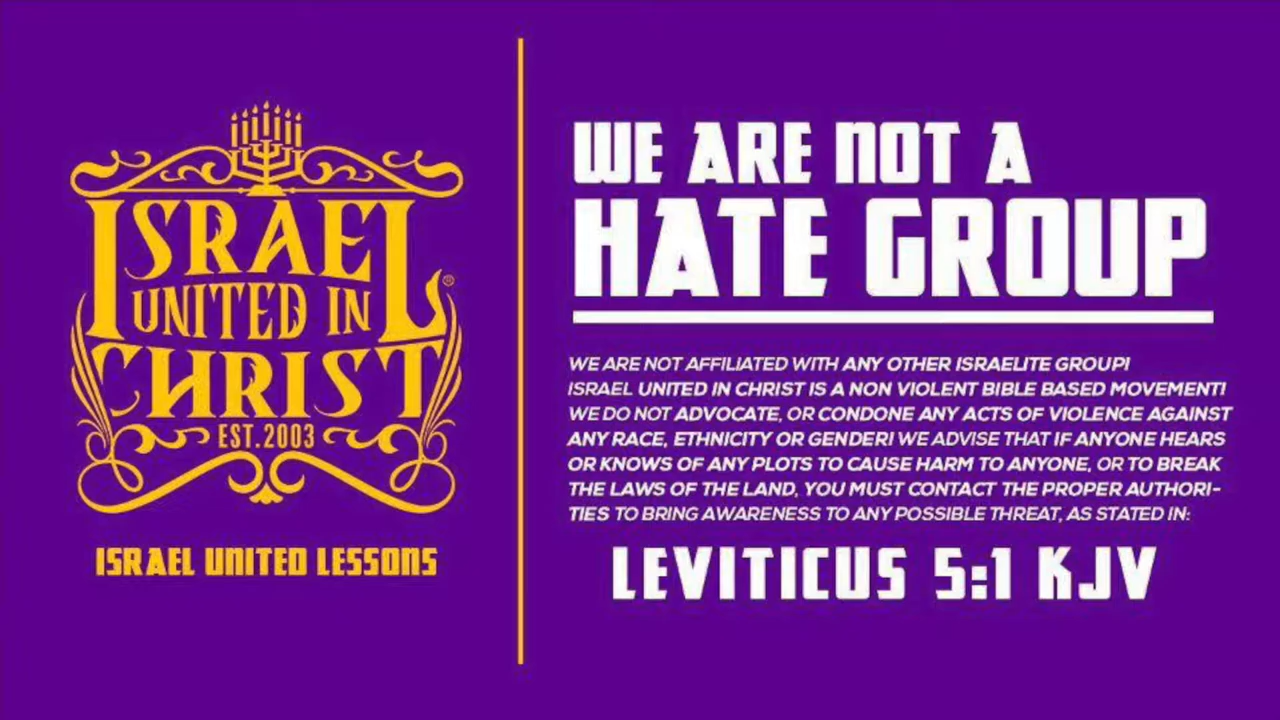 ISRAEL
UNITED IN
CHRIST®
EST. 2003
ISRAEL UNITED LESSONS
WE ARE NOT A
HATE GROUP
WE ARE NOT AFFILIATED WITH ANY OTHER ISRAELITE GROUP!
ISRAEL UNITED IN CHRIST IS A NON VIOLENT BIBLE BASED MOVEMENT!
WE DO NOT ADVOCATE, OR CONDONE ANY ACTS OF VIOLENCE AGAINST
ANY RACE, ETHNICITY OR GENDER! WE ADVISE THAT IF ANYONE HEARS
OR KNOWS OF ANY PLOTS TO CAUSE HARM TO ANYONE, OR TO BREAK
THE LAWS OF THE LAND, YOU MUST CONTACT THE PROPER AUTHORI-
TIES TO BRING AWARENESS TO ANY POSSIBLE THREAT, AS STATED IN:
LEVITICUS 5:1 KJV